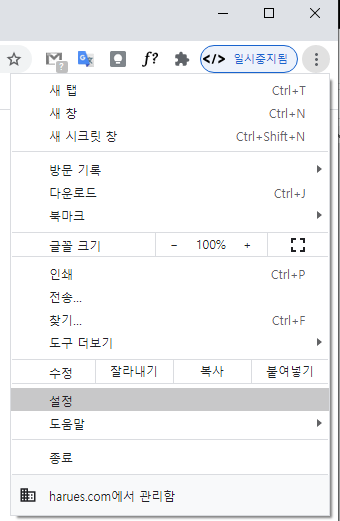 ?
f?
</> 일시중지됨
새 탭 Ctrl+T
새 창 Ctrl+N
새 시크릿 창 Ctrl+Shift+N
방문 기록
다운로드 Ctrl+J
북마크
글꼴 크기 - 100% +
인쇄 Ctrl+P
전송...
찾기... Ctrl+F
도구 더보기
수정 잘라내기 복사 붙여넣기
설정
도움말
종료
harues.com에서 관리함